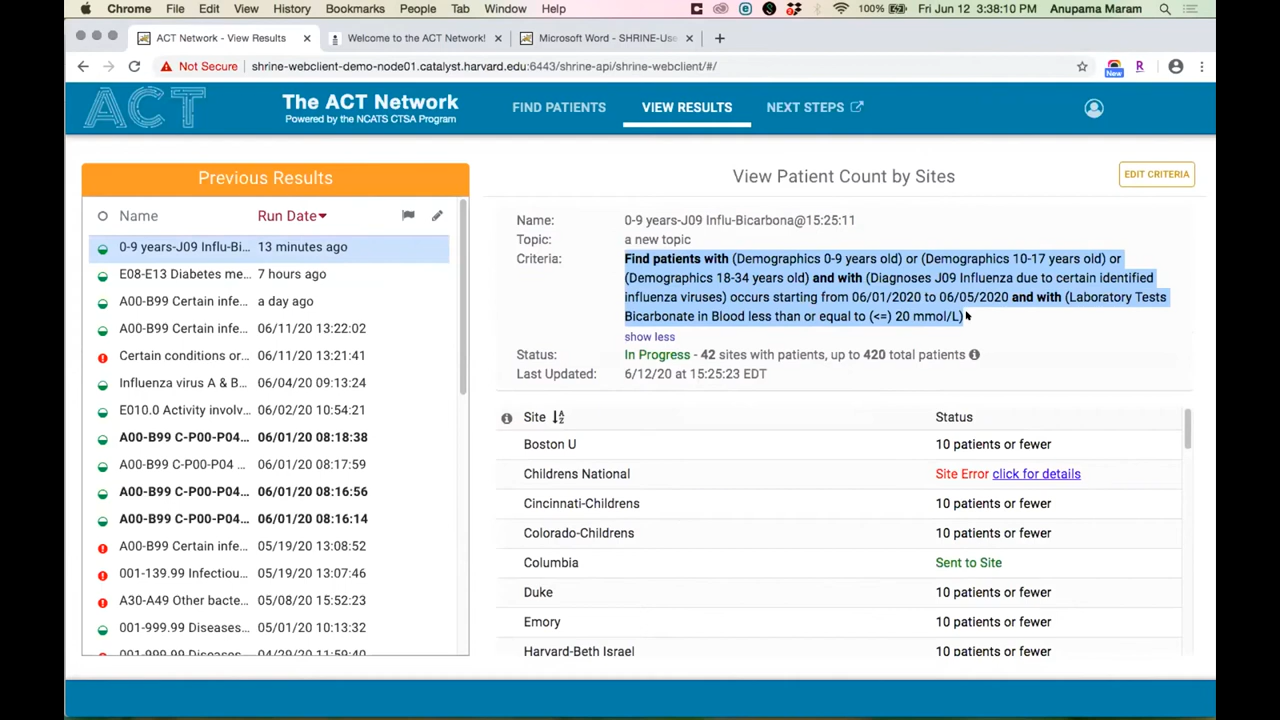 Chrome File Edit View History Bookmarks People Tab Window Help 100% Fri Jun 12 3:38:10 PM Anupama Maram
ACT Network - View Results × Welcome to the ACT Network! × Microsoft Word - SHRINE-Use × +
Not Secure shrine-webclient-demo-node01.catalyst.harvard.edu:6443/shrine-api/shrine-webclient/#/ New R
ACT The ACT Network FIND PATIENTS VIEW RESULTS NEXT STEPS
Powered by the NCATS CTSA Program
Previous Results
Name Run Date
0-9 years-J09 Influ-Bi... 13 minutes ago
E08-E13 Diabetes me... 7 hours ago
A00-B99 Certain infe... a day ago
A00-B99 Certain infe... 06/11/20 13:22:02
Certain conditions or... 06/11/20 13:21:41
Influenza virus A & B... 06/04/20 09:13:24
E010.0 Activity involv... 06/02/20 10:54:21
A00-B99 C-P00-P04... 06/01/20 08:18:38
A00-B99 C-P00-P04 ... 06/01/20 08:17:59
A00-B99 C-P00-P04... 06/01/20 08:16:56
A00-B99 C-P00-P04... 06/01/20 08:16:14
A00-B99 Certain infe... 05/19/20 13:08:52
001-139.99 Infectiou... 05/19/20 13:07:46
A30-A49 Other bacte... 05/08/20 15:52:23
001-999.99 Diseases... 05/01/20 10:13:32
001-999.99 Diseases... 04/29/20 11:59:40
View Patient Count by Sites EDIT CRITERIA
Name: 0-9 years-J09 Influ-Bicarbona@15:25:11
Topic: a new topic
Criteria: Find patients with (Demographics 0-9 years old) or (Demographics 10-17 years old) or
(Demographics 18-34 years old) and with (Diagnoses J09 Influenza due to certain identified
influenza viruses) occurs starting from 06/01/2020 to 06/05/2020 and with (Laboratory Tests
Bicarbonate in Blood less than or equal to (<=) 20 mmol/L)
show less
Status: In Progress - 42 sites with patients, up to 420 total patients
Last Updated: 6/12/20 at 15:25:23 EDT
Site Status
Boston U 10 patients or fewer
Childrens National Site Error click for details
Cincinnati-Childrens 10 patients or fewer
Colorado-Childrens 10 patients or fewer
Columbia Sent to Site
Duke 10 patients or fewer
Emory 10 patients or fewer
Harvard-Beth Israel 10 patients or fewer